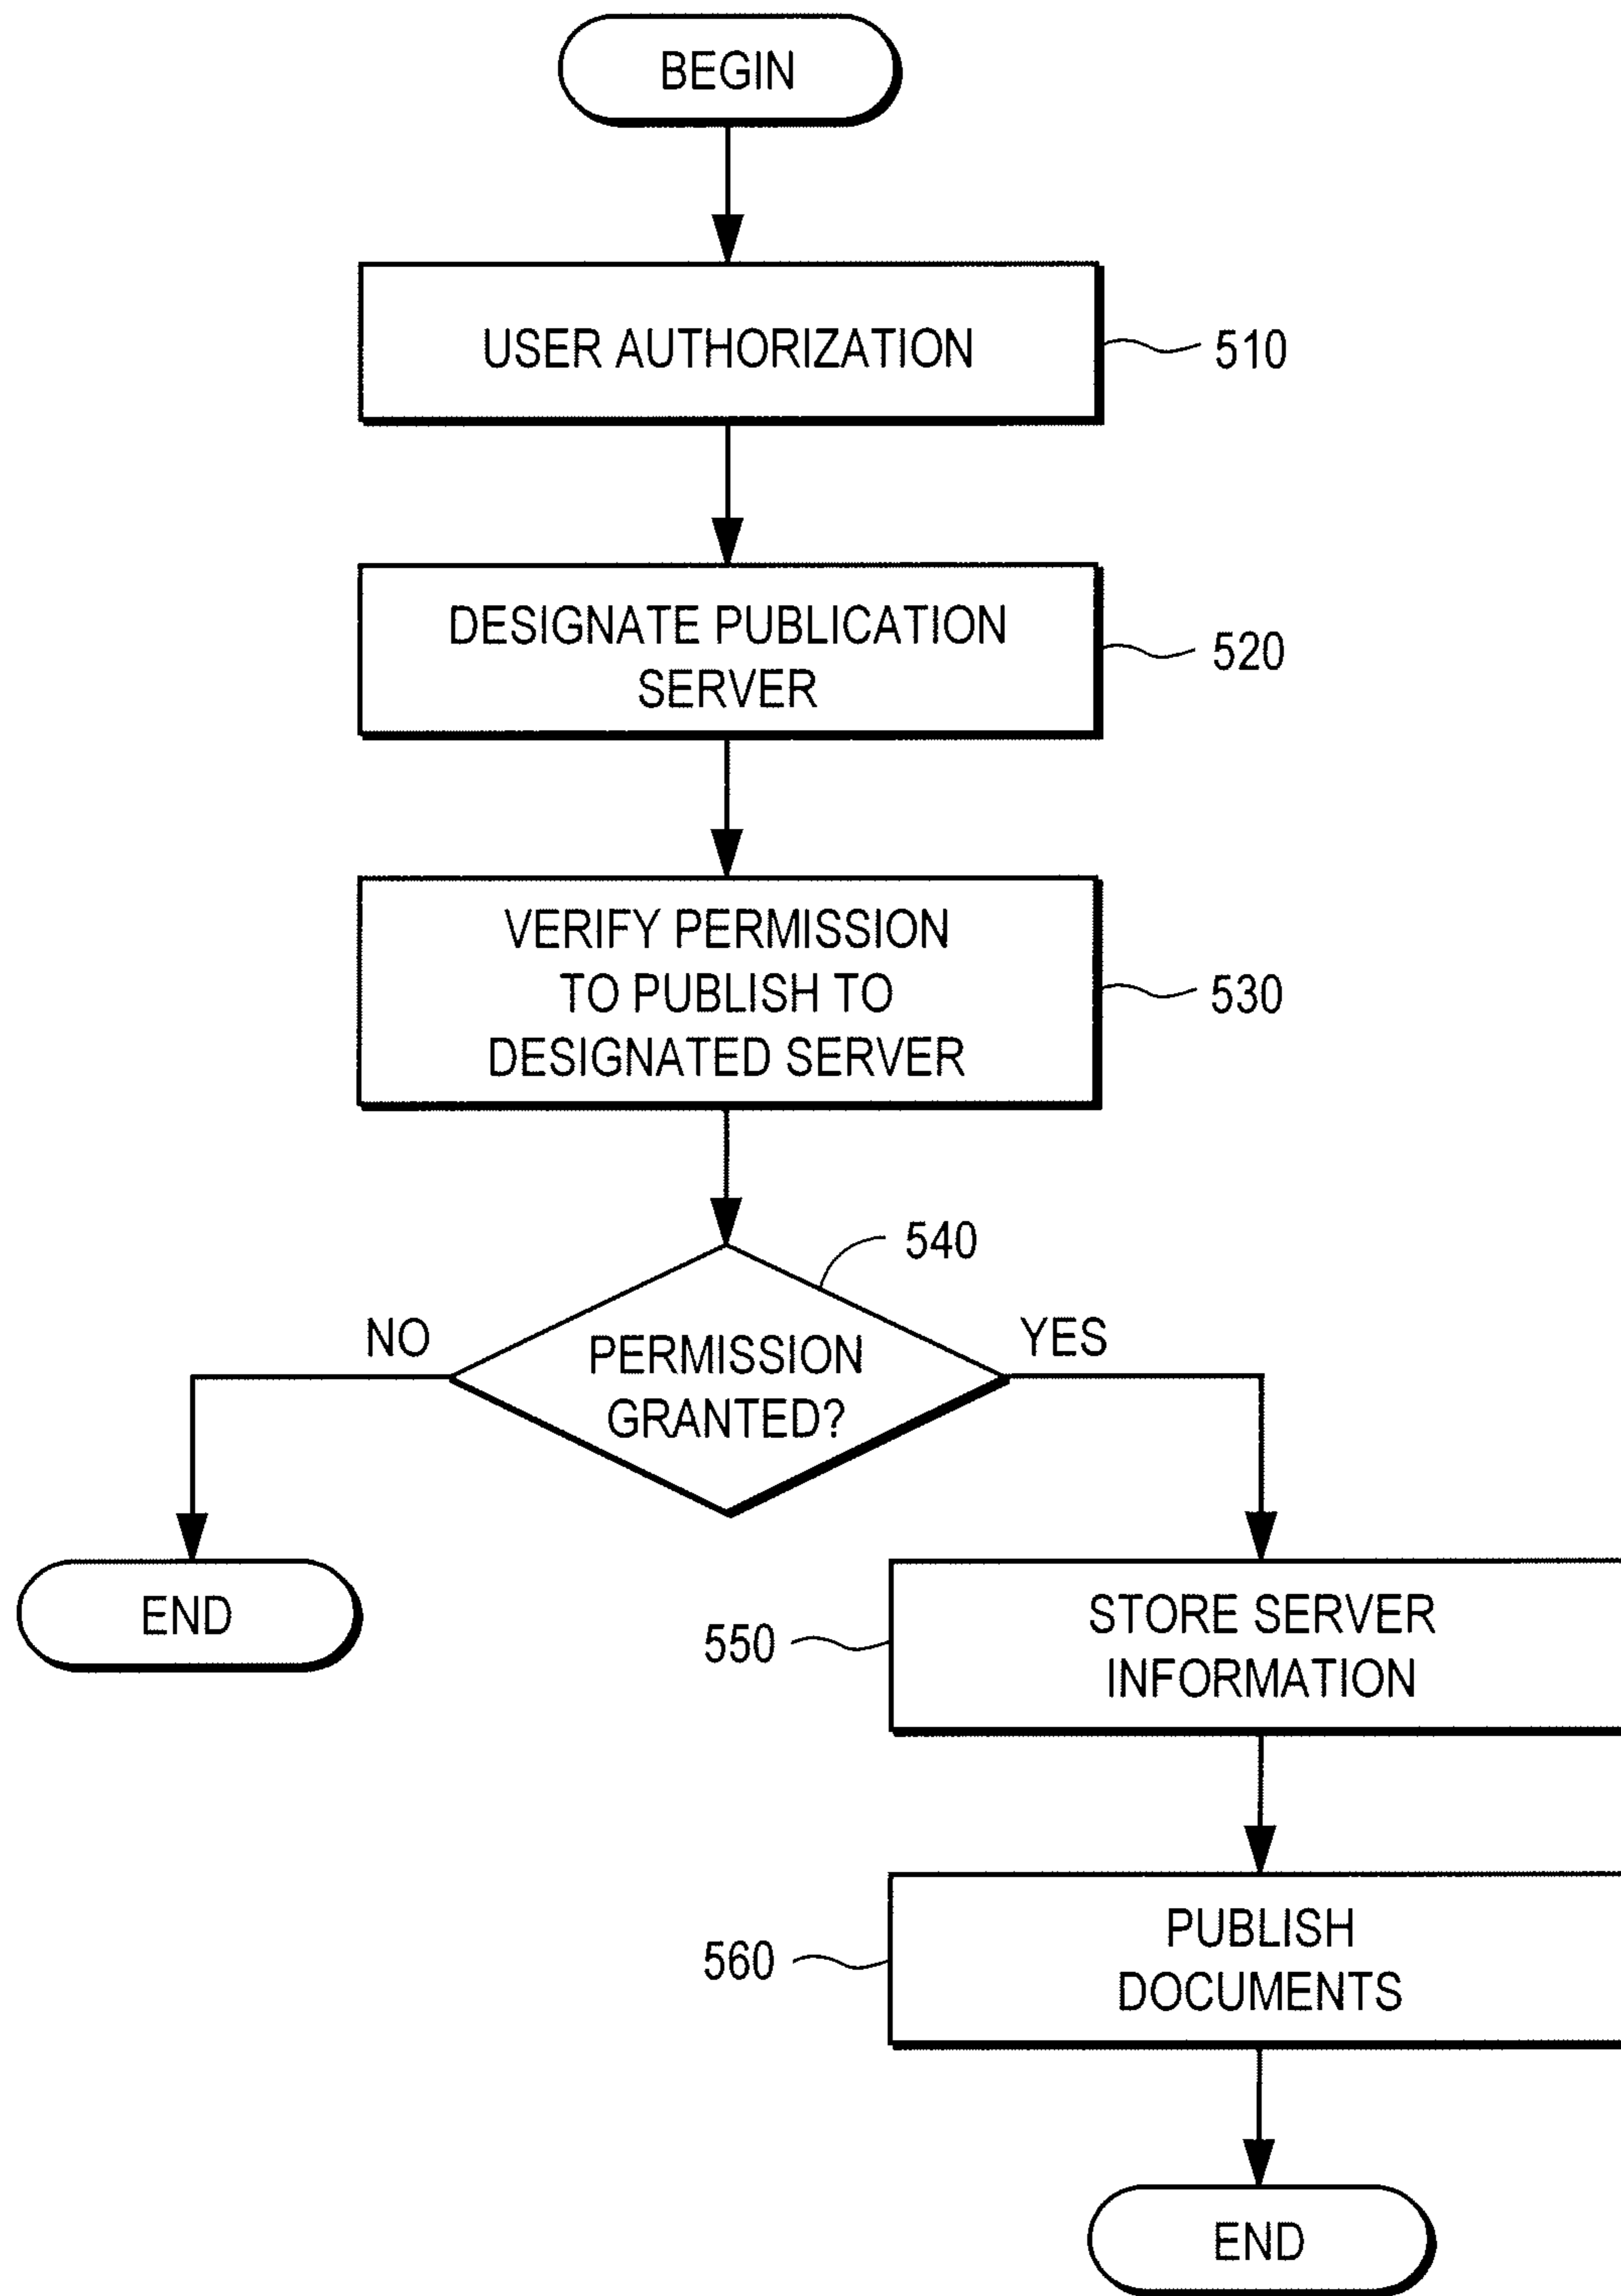 BEGIN
USER AUTHORIZATION
510
DESIGNATE PUBLICATION
SERVER
520
VERIFY PERMISSION
TO PUBLISH TO
DESIGNATED SERVER
530
540
NO
YES
PERMISSION
GRANTED?
END
STORE SERVER
INFORMATION
550
PUBLISH
DOCUMENTS
560
END